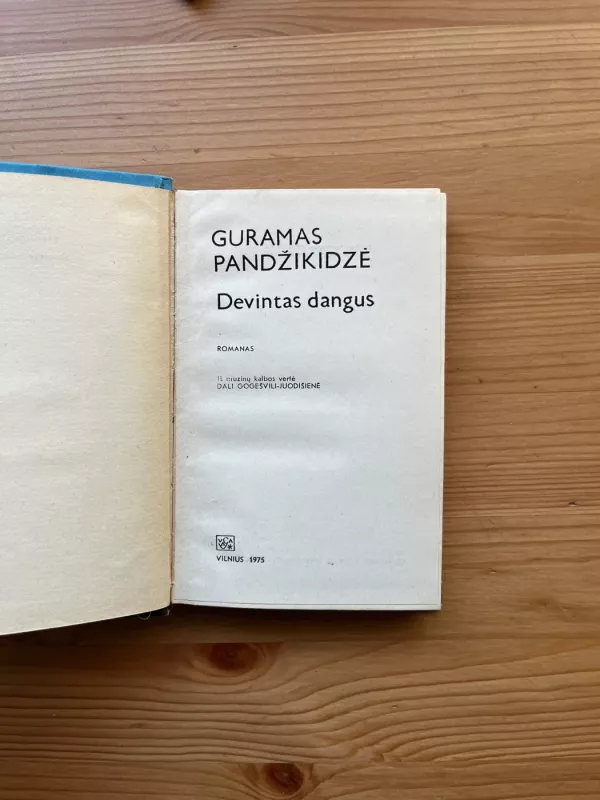 GURAMAS
PANDŽIKIDZĖ
Devintas dangus
ROMANAS
Iš gruzinų kalbos vertė
DALI GOGEŠVILI-JUODIŠIENĖ
VILNIUS 1975